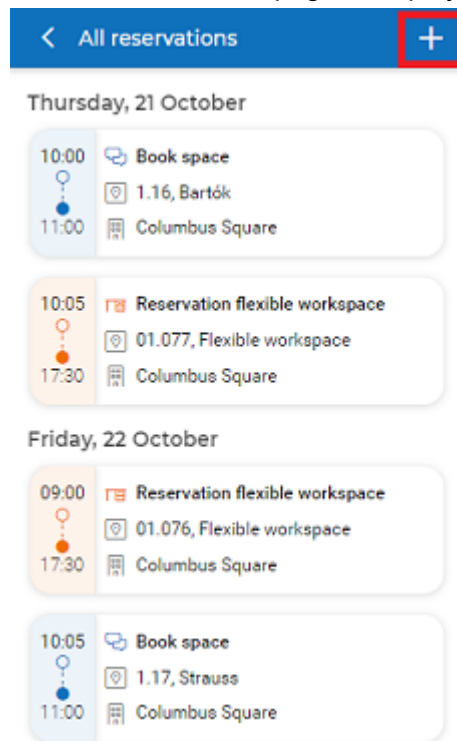 All reservations
Thursday, 21 October
10:00 Book space
1.16, Bartók
11:00 Columbus Square
10:05 Reservation flexible workspace
01.077, Flexible workspace
17:30 Columbus Square
Friday, 22 October
09:00 Reservation flexible workspace
01.076, Flexible workspace
17:30 Columbus Square
10:05 Book space
1.17, Strauss
11:00 Columbus Square